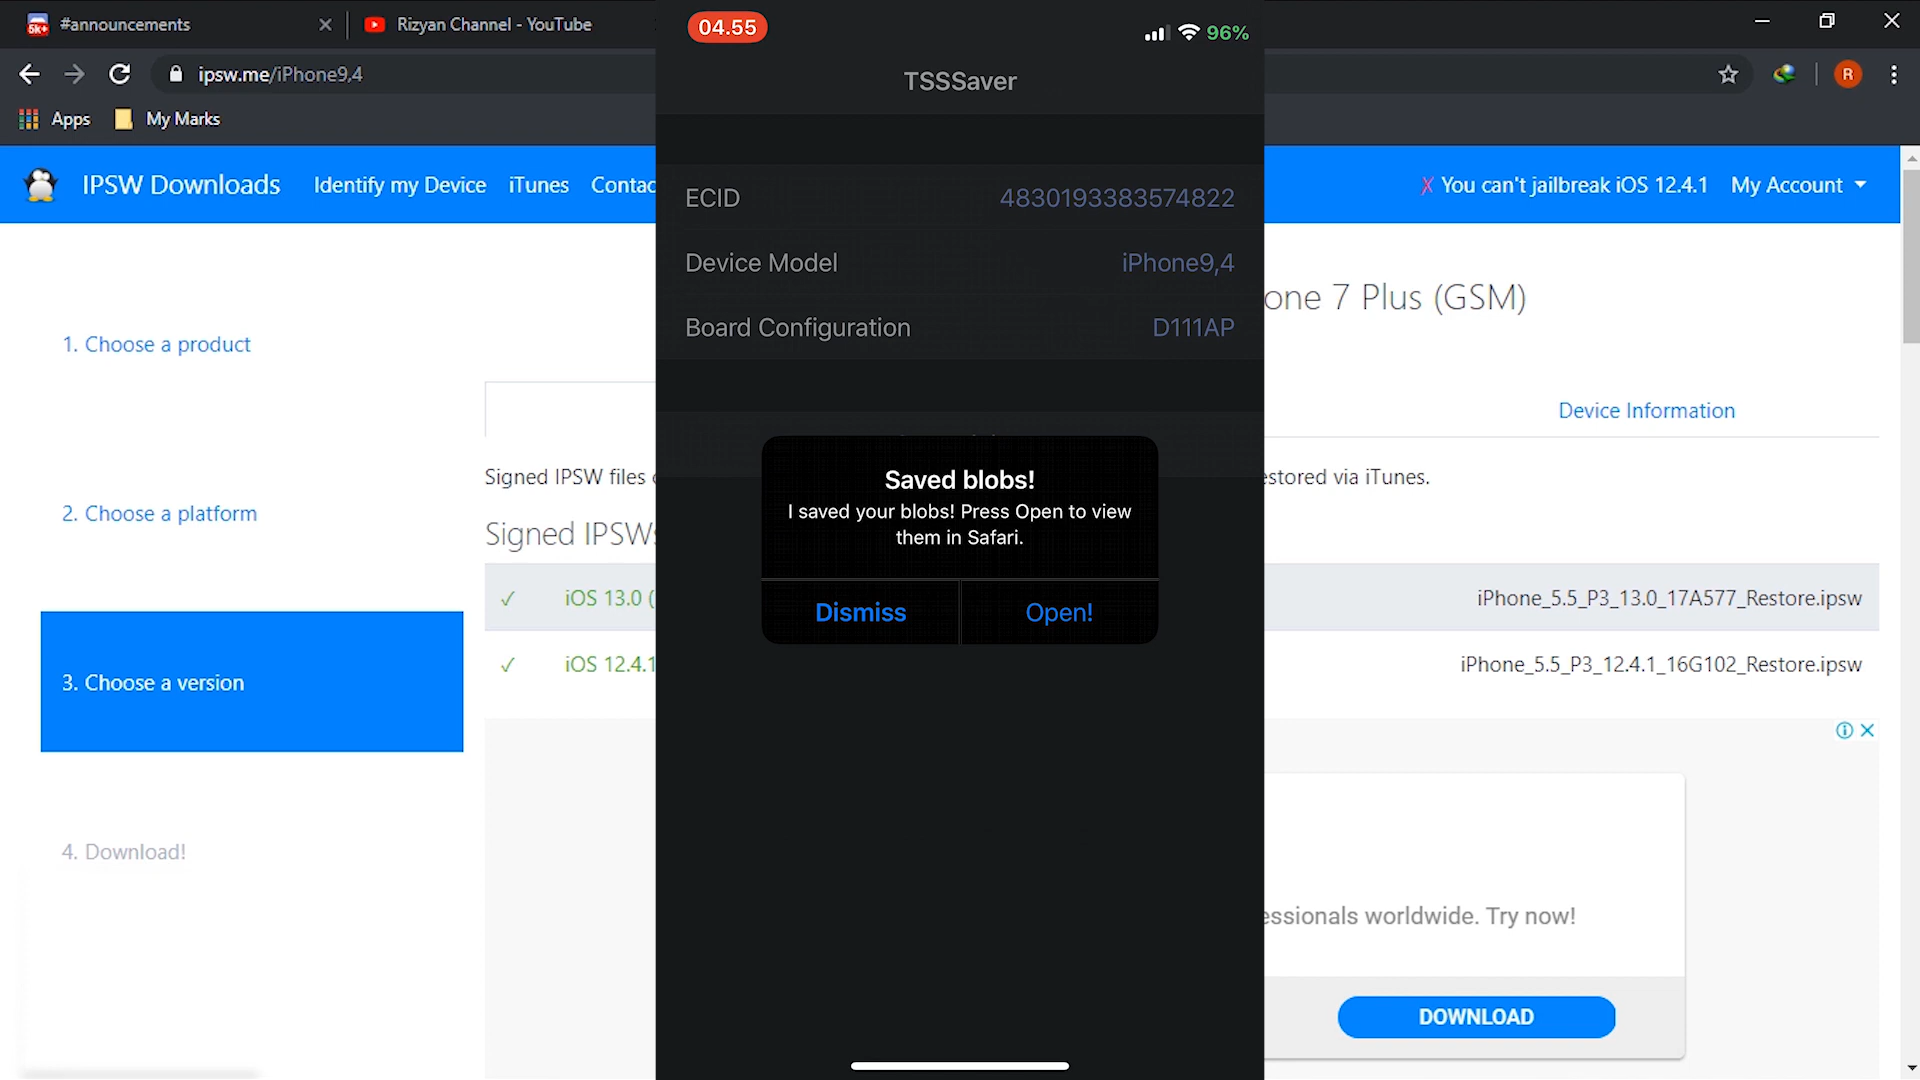 #announcements
Rizyan Channel - YouTube
ipsw.me/iPhone9,4
R
Apps
My Marks
5K+
IPSW Downloads
Identify my Device
iTunes
X You can't jailbreak iOS 12.4.1
My Account
1. Choose a product
2. Choose a platform
3. Choose a version
4. Download!
7 Plus (GSM)
Device Information
Signed IPSW files
via iTunes.
Signed
✓ iOS 13.0 (
iPhone_5.5_P3_13.0_17A577_Restore.ipsw
✓ iOS 12.4.1
iPhone_5.5_P3_12.4.1_16G102_Restore.ipsw
worldwide. Try now!
DOWNLOAD
04.55
96%
TSSSaver
ECID
4830193383574822
Device Model
iPhone9,4
Board Configuration
D111AP
Saved blobs!
I saved your blobs! Press Open to view
them in Safari.
Dismiss
Open!